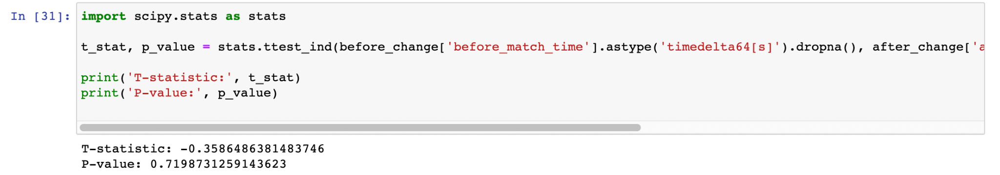 In [31]: import scipy.stats as stats
t_stat, p_value = stats.ttest_ind(before_change['before_match_time'].astype('timedelta64[s]').dropna(), after_change['a
print('T-statistic:', t_stat)
print('P-value:', p_value)
T-statistic: -0.3586486381483746
P-value: 0.7198731259143623